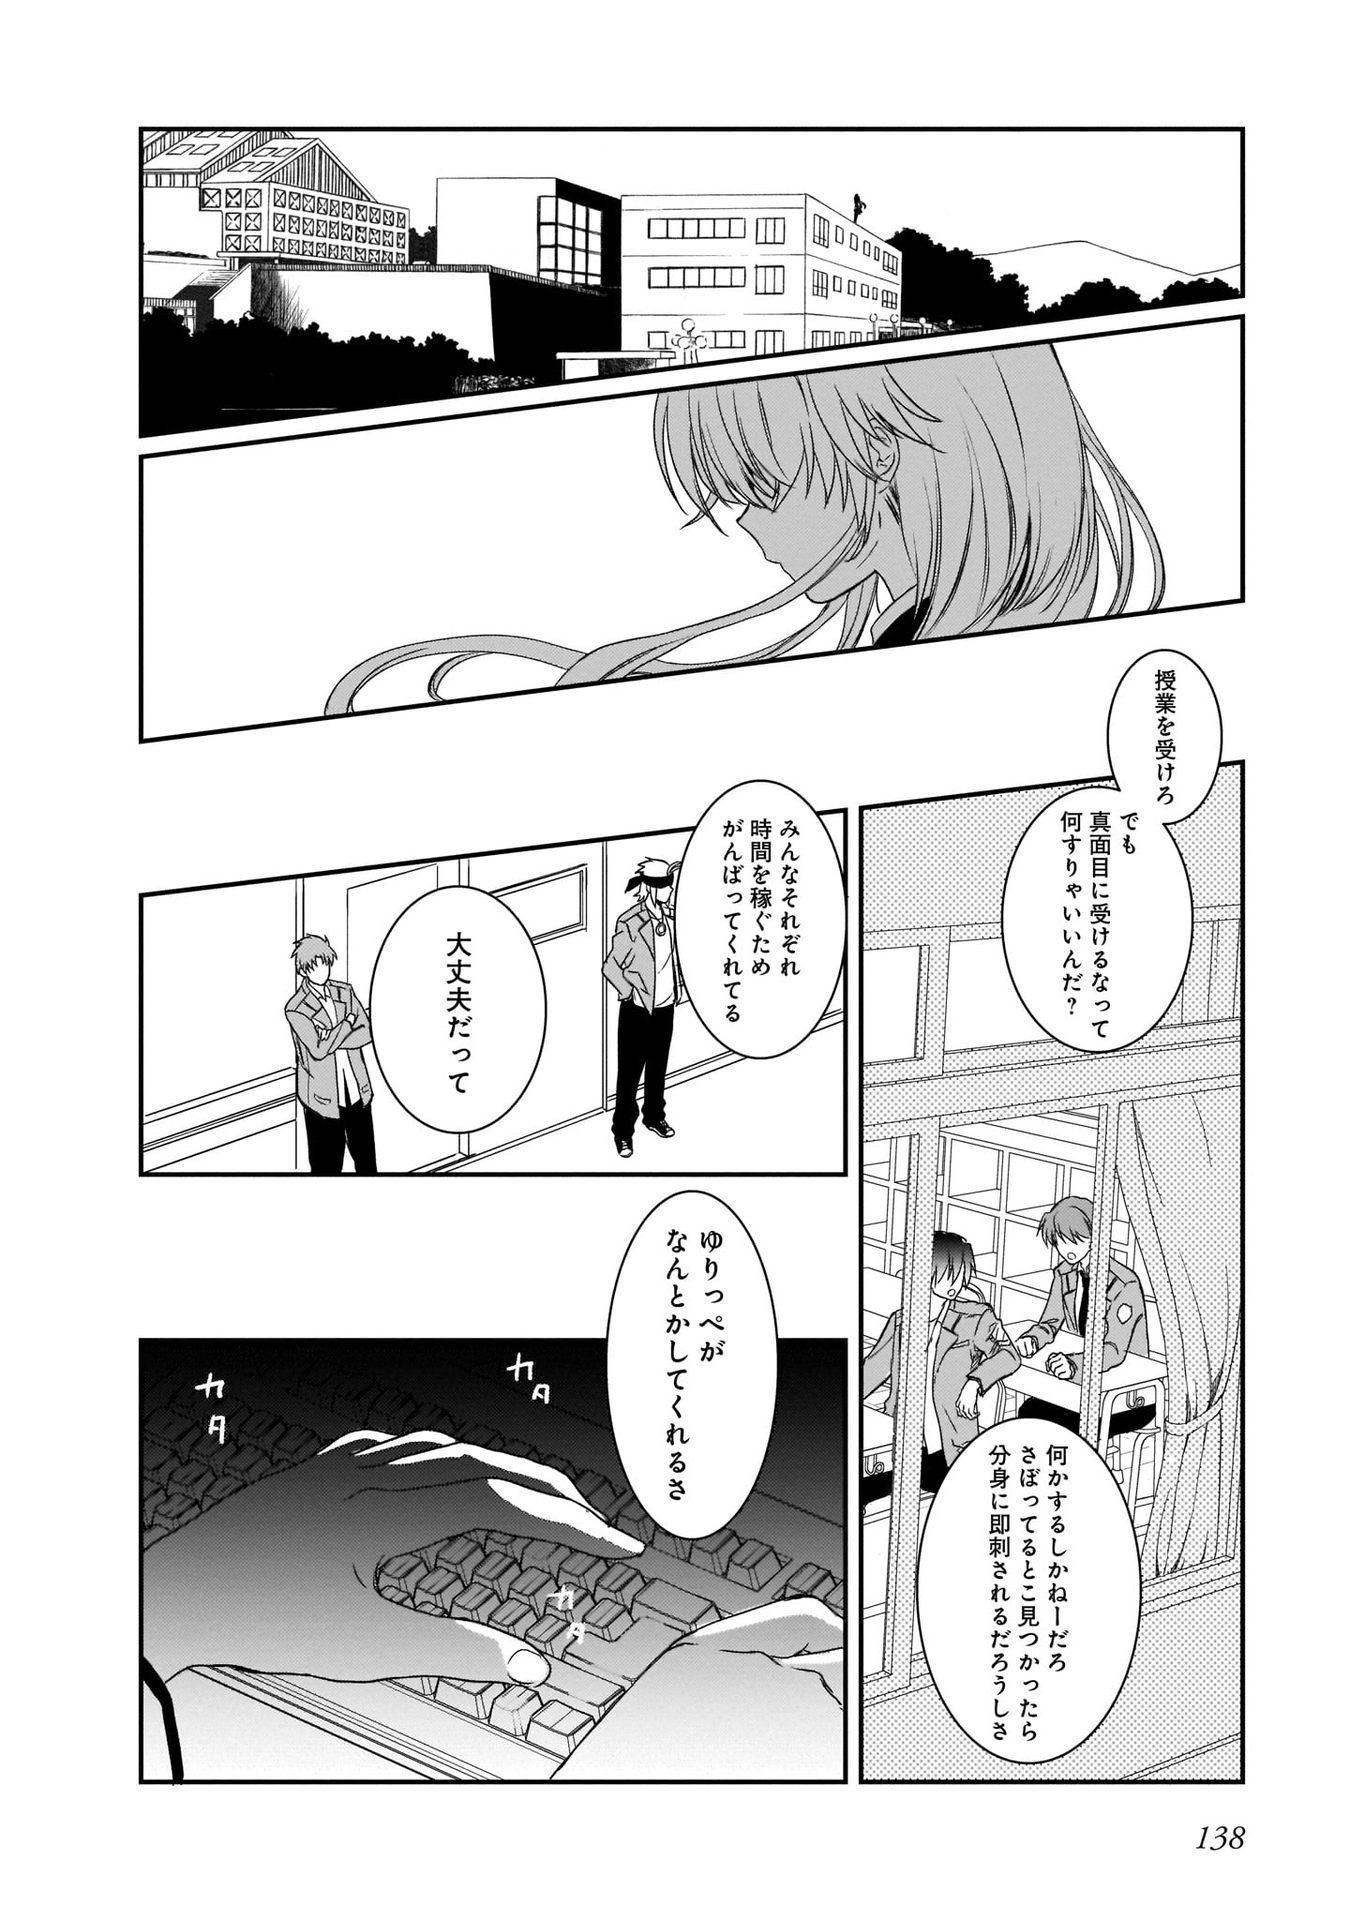 授業を受けろ
でも
真面目に受けるなって
何すりゃいいんだ？
何かするしかねーだろ
さぼってるとこ見つかったら
分身に即刺されるだろうしさ
みんなそれぞれ
時間を稼ぐため
がんばってくれてる
大丈夫だって
ゆりっぺが
なんとかしてくれるさ
カタ
カタ
カタ
138